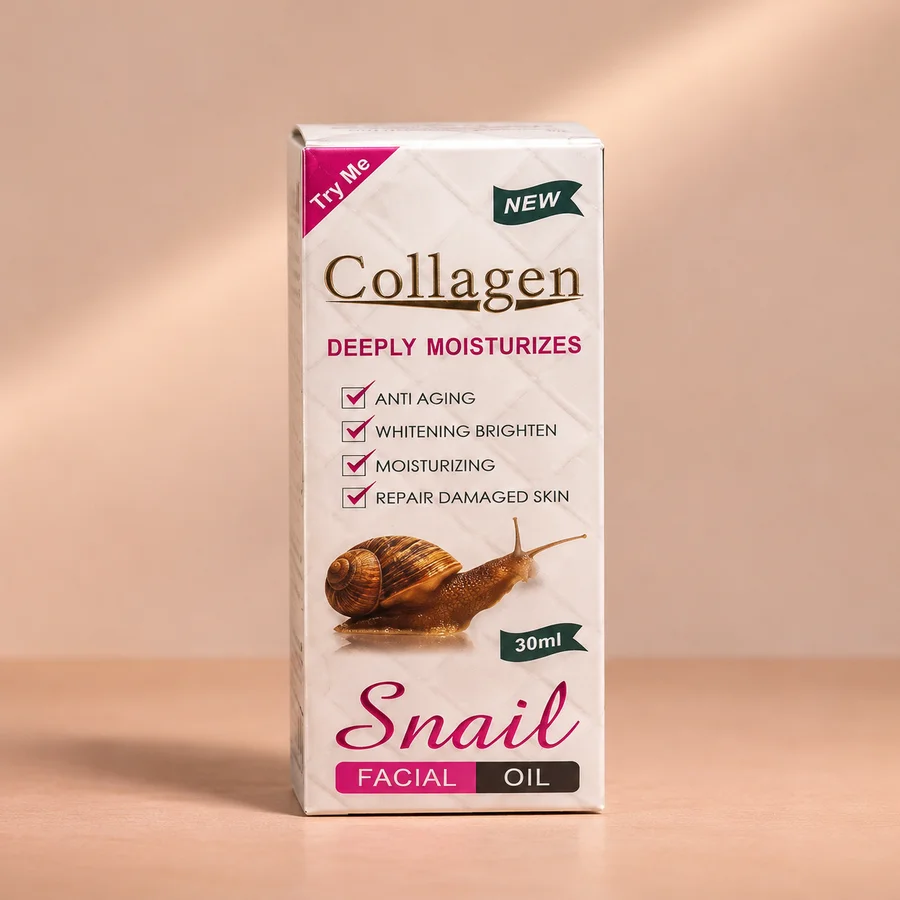 Try Me
NEW
Collagen
DEEPLY MOISTURIZES
ANTI AGING
WHITENING BRIGHTEN
MOISTURIZING
REPAIR DAMAGED SKIN
30ml
Snail
FACIAL OIL